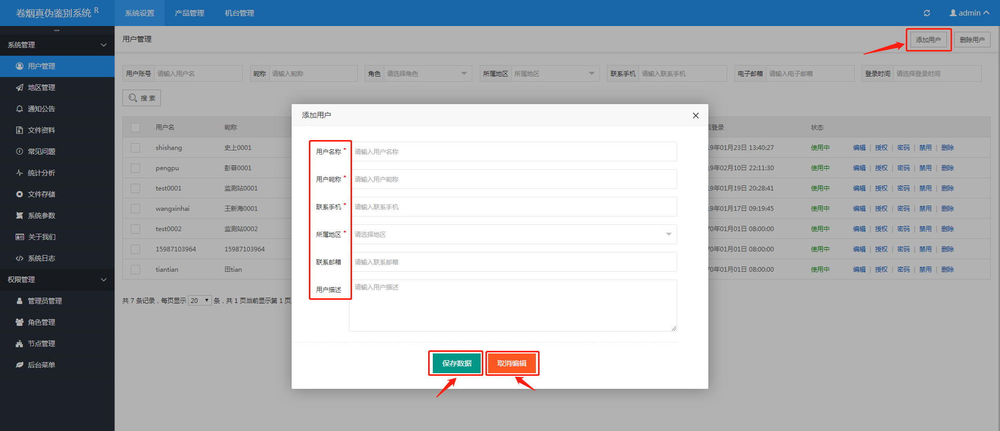 卷烟真伪鉴别系统 R
系统设置 产品管理 机台管理
admin
系统管理
用户管理
地区管理
通知公告
文件资料
常见问题
统计分析
文件存储
系统参数
关于我们
系统日志
权限管理
管理员管理
角色管理
节点管理
后台菜单
用户管理
添加用户 删除用户
用户账号 请输入用户名 昵称 请输入昵称 角色 请选择角色 所属地区 所属地区 联系手机 请输入联系手机 电子邮箱 请输入电子邮箱 登录时间 请选择登录时间
搜 索
用户名 昵称 登录 状态
shishang 史上0001 9年01月23日 13:40:27 使用中 编辑 | 授权 | 密码 | 禁用 | 删除
pengpu 彭普0001 9年02月10日 22:11:30 使用中 编辑 | 授权 | 密码 | 禁用 | 删除
test0001 监测站0001 9年01月19日 20:28:41 使用中 编辑 | 授权 | 密码 | 禁用 | 删除
wangxinhai 王新海0001 9年01月17日 09:19:45 使用中 编辑 | 授权 | 密码 | 禁用 | 删除
test0002 监测站0002 70年01月01日 08:00:00 使用中 编辑 | 授权 | 密码 | 禁用 | 删除
15987103964 15987103964 70年01月01日 08:00:00 使用中 编辑 | 授权 | 密码 | 禁用 | 删除
tiantian 田tian 70年01月01日 08:00:00 使用中 编辑 | 授权 | 密码 | 禁用 | 删除
共 7 条记录，每页显示 20 条，共 1 页当前显示第 1 页
添加用户
用户名称 * 请输入用户名称
用户昵称 * 请输入用户昵称
联系手机 * 请输入联系手机
所属地区 * 请选择地区
联系邮箱 请输入联系邮箱
用户描述 请输入用户描述
保存数据 取消编辑